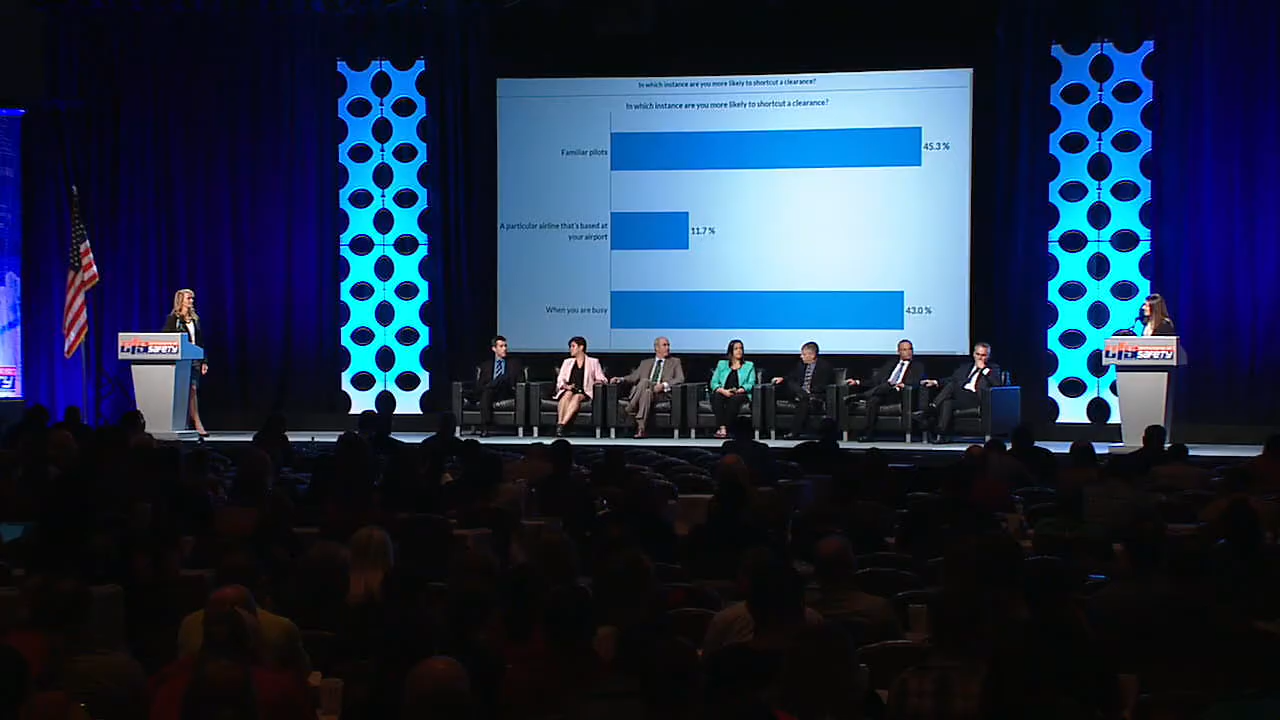 In which instance are you more likely to shortcut a clearance?
In which instance are you more likely to shortcut a clearance?
Familiar pilots
45.3 %
A particular airline that's based at
your airport
11.7 %
When you are busy
43.0 %
SAFETY
SAFETY